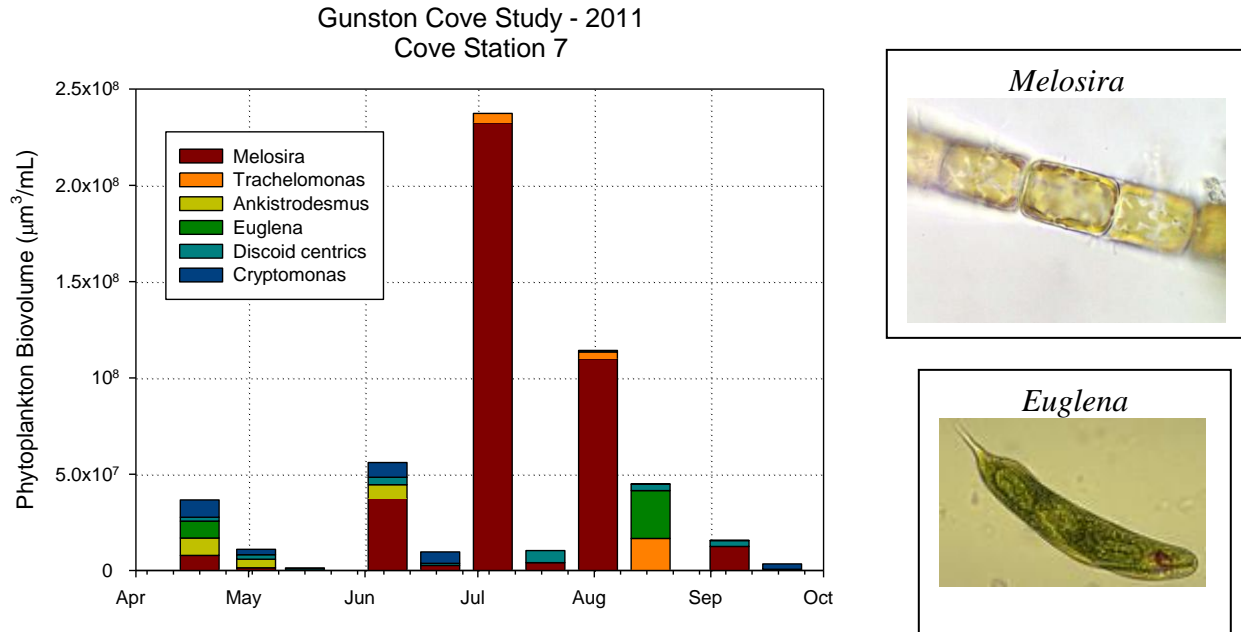 Gunston Cove Study - 2011
Cove Station 7
Phytoplankton Biovolume (μm³/mL)
2.5x10⁸
2.0x10⁸
1.5x10⁸
10⁸
5.0x10⁷
0
Melosira
Trachelomonas
Ankistrodesmus
Euglena
Discoid centrics
Cryptomonas
Apr May Jun Jul Aug Sep Oct
Melosira
Euglena